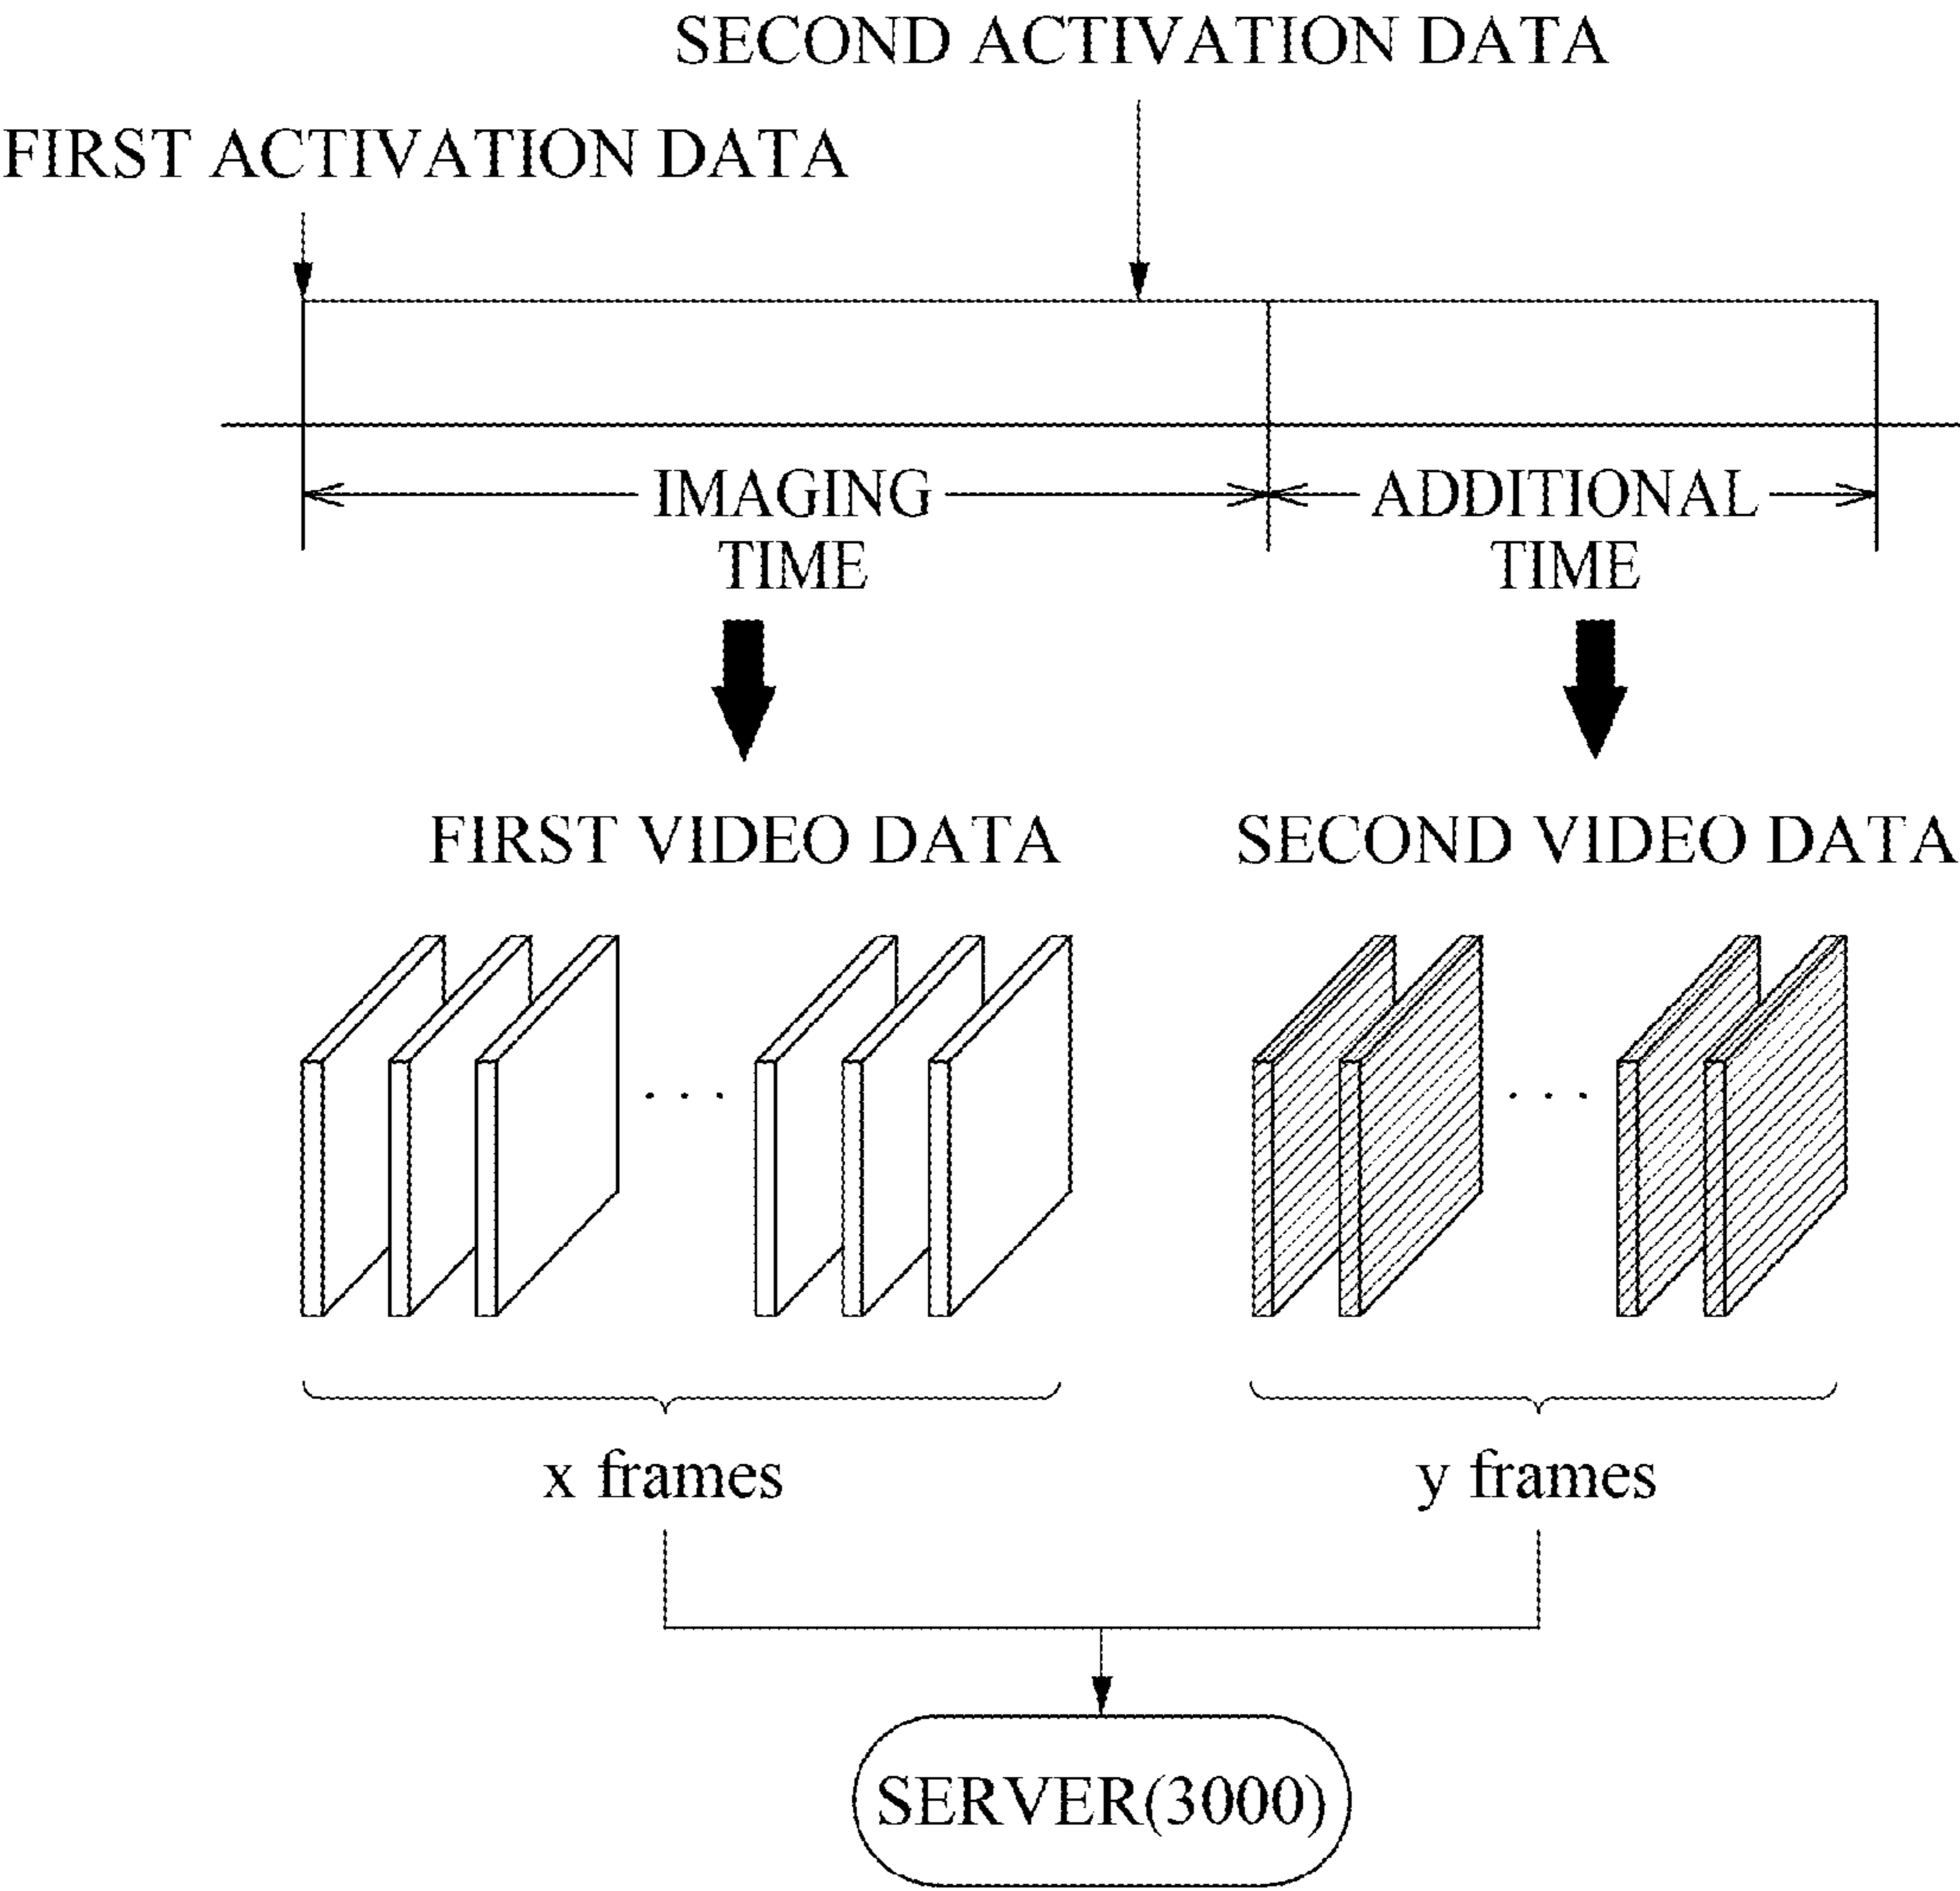 SECOND ACTIVATION DATA
FIRST ACTIVATION DATA
IMAGING
TIME
ADDITIONAL
TIME
FIRST VIDEO DATA
SECOND VIDEO DATA
. . .
. . .
x frames
y frames
SERVER(3000)